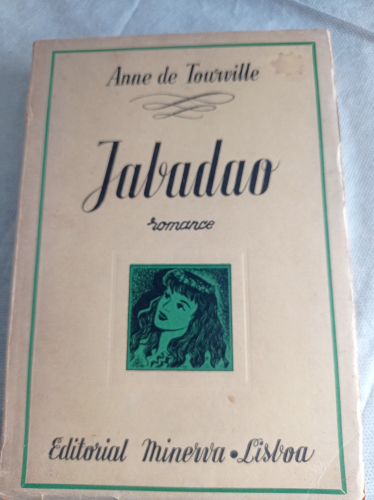 Anne de Tourville
Jabadao
romance
Editorial Minerva • Lisboa